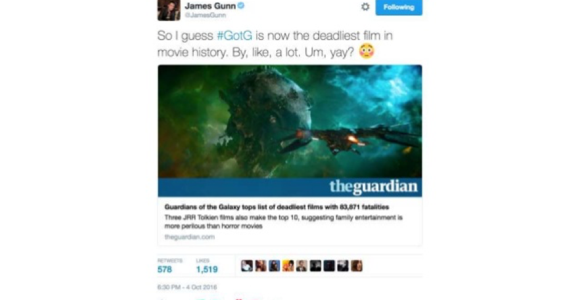 James Gunn
@JamesGunn
Following
So I guess #GotG is now the deadliest film in
movie history. By, like, a lot. Um, yay? 😳
theguardian
Guardians of the Galaxy tops list of deadliest films with 83,871 fatalities
Three JRR Tolkien films also make the top 10, suggesting family entertainment is
more perilous than horror movies
theguardian.com
RETWEETS LIKES
578 1,519
6:30 PM - 4 Oct 2016